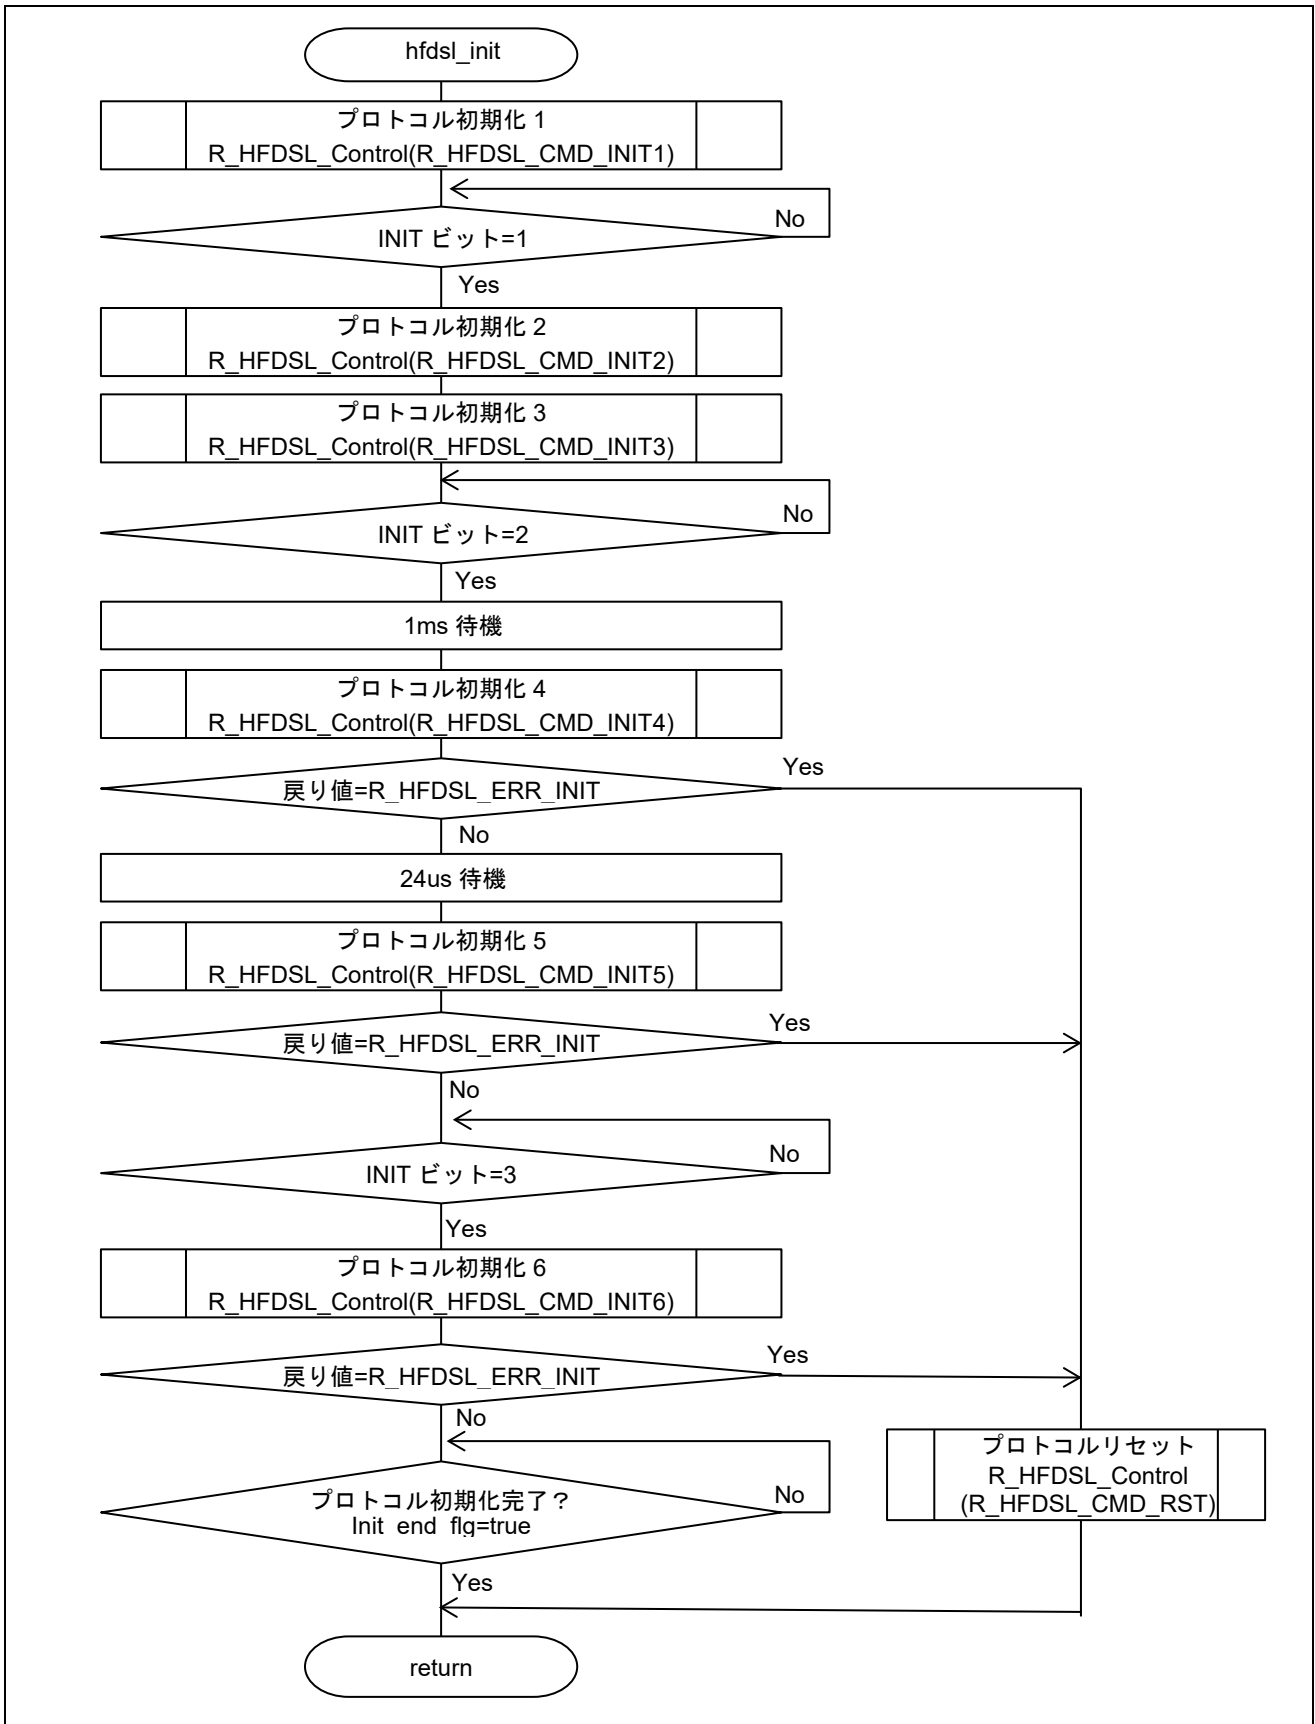 hfdsl_init
プロトコル初期化 1
R_HFDSL_Control(R_HFDSL_CMD_INIT1)
No
INIT ビット=1
Yes
プロトコル初期化 2
R_HFDSL_Control(R_HFDSL_CMD_INIT2)
プロトコル初期化 3
R_HFDSL_Control(R_HFDSL_CMD_INIT3)
No
INIT ビット=2
Yes
1ms 待機
プロトコル初期化 4
R_HFDSL_Control(R_HFDSL_CMD_INIT4)
Yes
戻り値=R_HFDSL_ERR_INIT
No
24us 待機
プロトコル初期化 5
R_HFDSL_Control(R_HFDSL_CMD_INIT5)
Yes
戻り値=R_HFDSL_ERR_INIT
No
No
INIT ビット=3
Yes
プロトコル初期化 6
R_HFDSL_Control(R_HFDSL_CMD_INIT6)
Yes
戻り値=R_HFDSL_ERR_INIT
No
プロトコルリセット
R_HFDSL_Control
(R_HFDSL_CMD_RST)
No
プロトコル初期化完了？
Init_end_flg=true
Yes
return